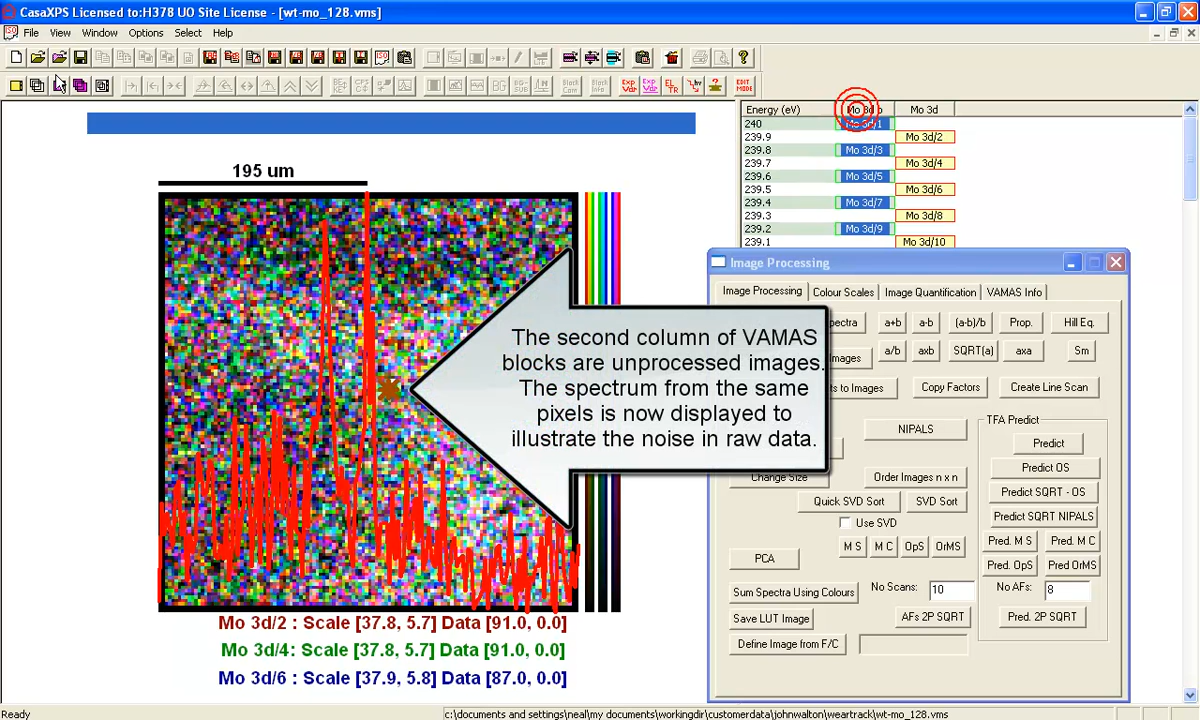 CasaXPS Licensed to:H378 UO Site License - [wt-mo_128.vms]
File View Window Options Select Help
Energy (eV) Mo 3d Mo 3d
240 Mo 3d/1
239.9 Mo 3d/2
239.8 Mo 3d/3
239.7 Mo 3d/4
239.6 Mo 3d/5
239.5 Mo 3d/6
239.4 Mo 3d/7
239.3 Mo 3d/8
239.2 Mo 3d/9
239.1 Mo 3d/10
195 um
The second column of VAMAS
blocks are unprocessed images.
The spectrum from the same
pixels is now displayed to
illustrate the noise in raw data.
Mo 3d/2 : Scale [37.8, 5.7] Data [91.0, 0.0]
Mo 3d/4: Scale [37.8, 5.7] Data [91.0, 0.0]
Mo 3d/6 : Scale [37.9, 5.8] Data [87.0, 0.0]
Image Processing
Image Processing Colour Scales Image Quantification VAMAS Info
a+b a-b (a-b)/b Prop. Hill Eq.
a/b axb SQRT(a) axa Sm
ts to Images Copy Factors Create Line Scan
TFA Predict
NIPALS Predict
Predict OS
Change Size Order Images n x n Predict SQRT - OS
Quick SVD Sort SVD Sort Predict SQRT NIPALS
Use SVD
M S M C OpS OrMS Pred. M S Pred. M C
PCA Pred. OpS Pred OrMS
Sum Spectra Using Colours No Scans: 10 No AFs: 8
Save LUT Image AFs 2P SQRT Pred. 2P SQRT
Define Image from F/C
Ready c:\documents and settings\neal\my documents\workingdir\customerdata\johnwalton\weartrack\wt-mo_128.vms